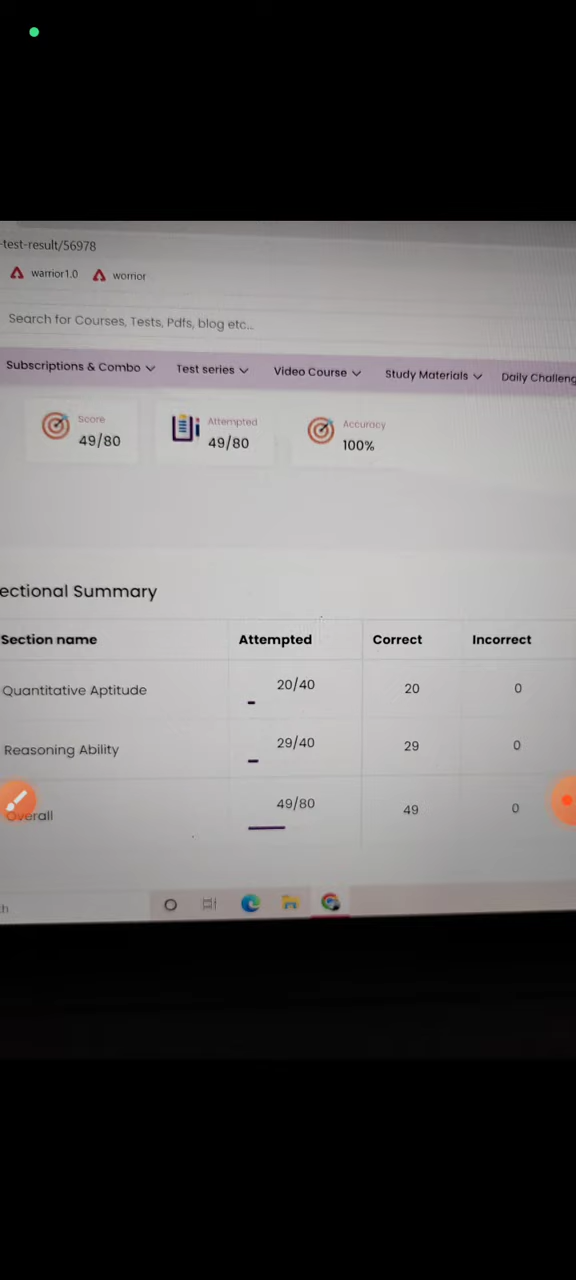 -test-result/56978
warrior1.0 worrior
Search for Courses, Tests, Pdfs, blog etc...
Subscriptions & Combo Test series Video Course Study Materials Daily Challeng
Score Attempted Accuracy
49/80 49/80 100%
ectional Summary
Section name Attempted Correct Incorrect
Quantitative Aptitude 20/40 20 0
Reasoning Ability 29/40 29 0
Overall 49/80 49 0
ch